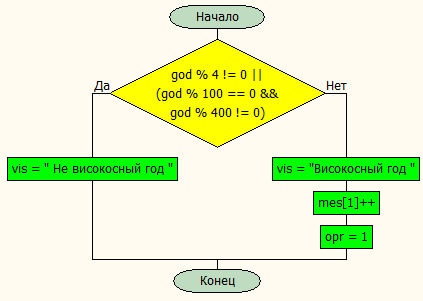 Начало
god % 4 != 0 ||
(god % 100 == 0 &&
god % 400 != 0)
Да
Нет
vis = " Не високосный год "
vis = "Високосный год "
mes[1]++
opr = 1
Конец